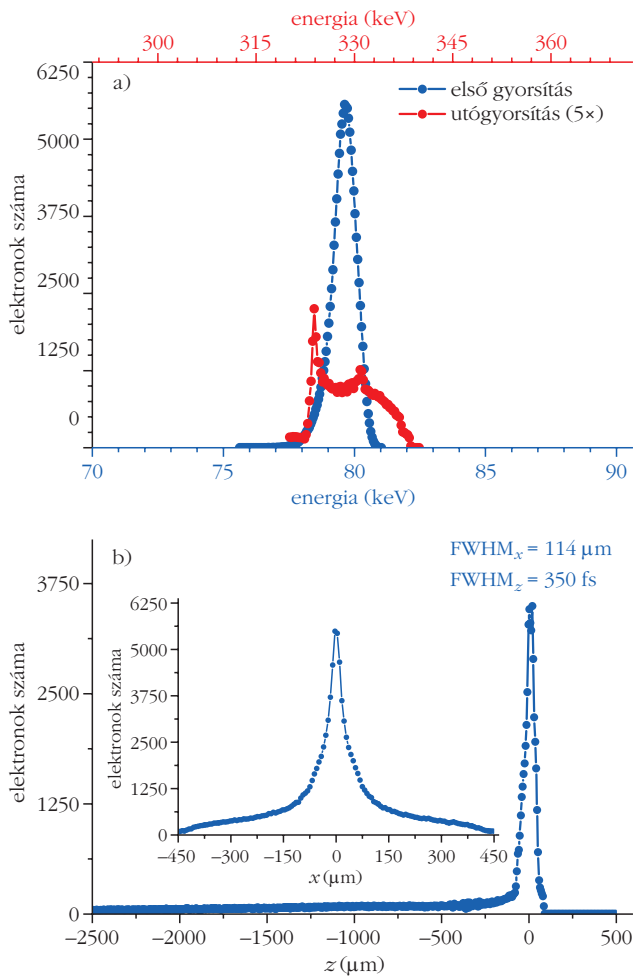 energia (keV)
300 315 330 345 360
6250
a)
első gyorsítás
utógyorsítás (5×)
5000
3750
2500
1250
0
elektronok száma
70 75 80 85 90
energia (keV)
b)
FWHMx = 114 μm
FWHMz = 350 fs
3750
2500
1250
0
elektronok száma
6250
5000
3750
2500
1250
0
elektronok száma
−450 −300 −150 0 150 300 450
x (μm)
−2500 −2000 −1500 −1000 −500 0 500
z (μm)